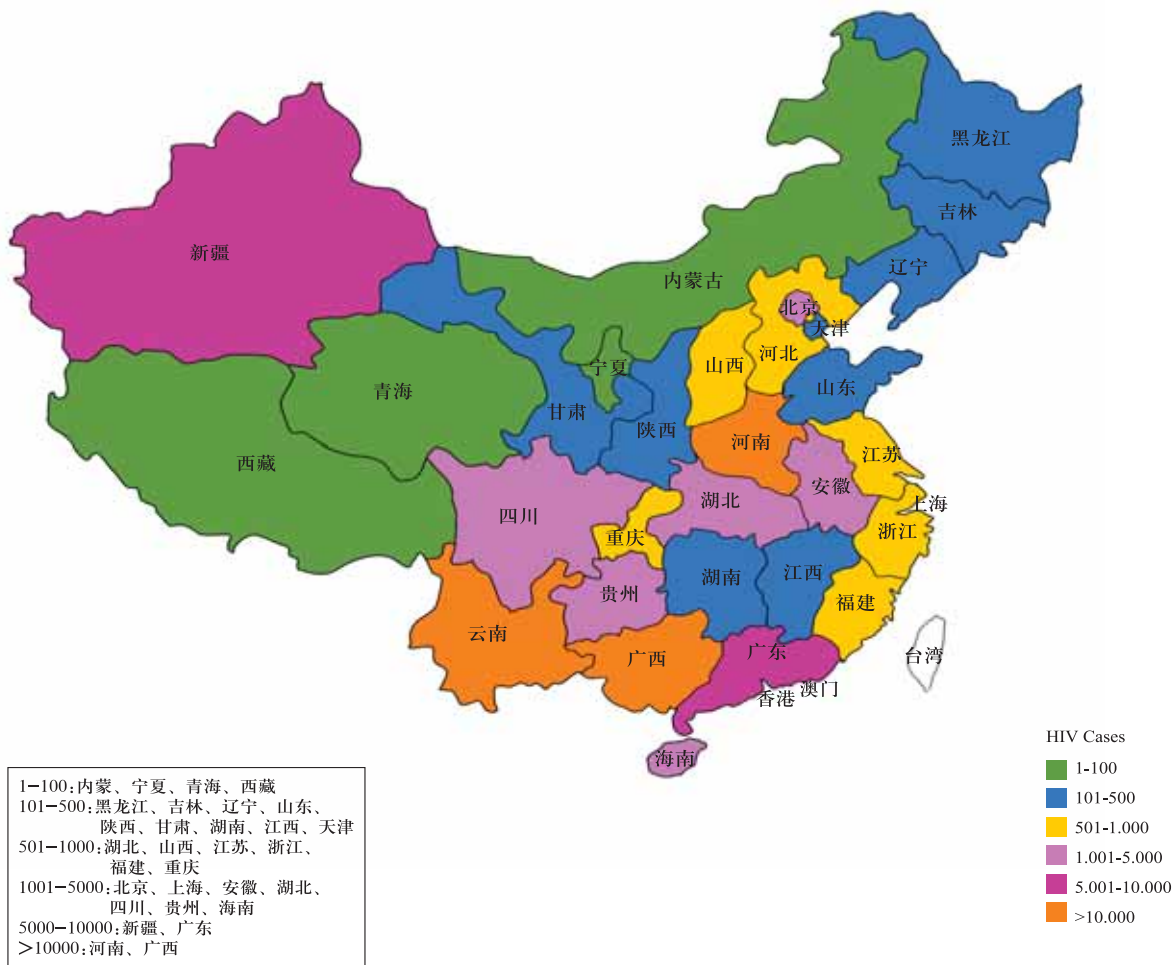 黑龙江
吉林
辽宁
新疆
内蒙古
北京
天津
河北
山西
宁夏
山东
青海
甘肃
陕西
河南
江苏
西藏
安徽
上海
湖北
四川
浙江
重庆
湖南
江西
贵州
福建
云南
广西
广东
台湾
澳门
香港
海南
HIV Cases
1-100
101-500
501-1.000
1.001-5.000
5.001-10.000
>10.000
1−100:内蒙、宁夏、青海、西藏
101−500:黑龙江、吉林、辽宁、山东、
陕西、甘肃、湖南、江西、天津
501−1000:湖北、山西、江苏、浙江、
福建、重庆
1001−5000:北京、上海、安徽、湖北、
四川、贵州、海南
5000−10000:新疆、广东
>10000:河南、广西